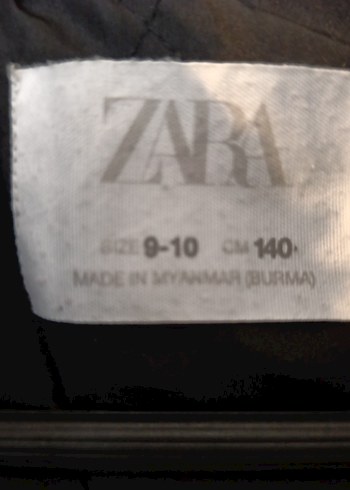 ZARA
SIZE 9-10 CM 140
MADE IN MYANMAR (BURMA)